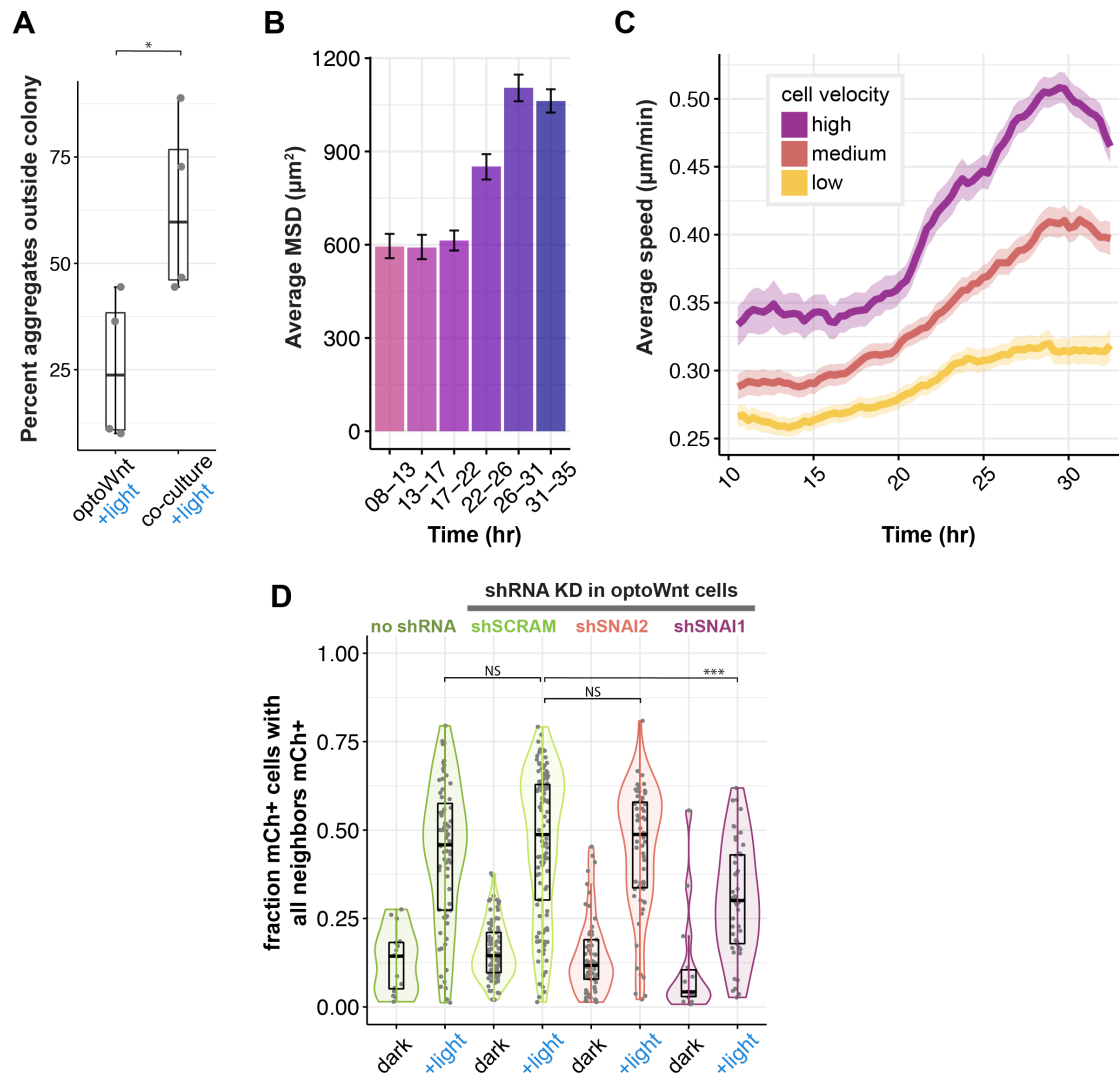 A
*
Percent aggregates outside colony
75
50
25
optoWnt
+light
co-culture
+light
B
Average MSD (µm²)
1200
900
600
300
0
08–13
13–17
17–22
22–26
26–31
31–35
Time (hr)
C
Average speed (µm/min)
0.50
0.45
0.40
0.35
0.30
0.25
cell velocity
high
medium
low
10
15
20
25
30
Time (hr)
D
shRNA KD in optoWnt cells
no shRNA
shSCRAM
shSNAI2
shSNAI1
fraction mCh+ cells with
all neighbors mCh+
1.00
0.75
0.50
0.25
0.00
NS
***
NS
dark
+light
dark
+light
dark
+light
dark
+light